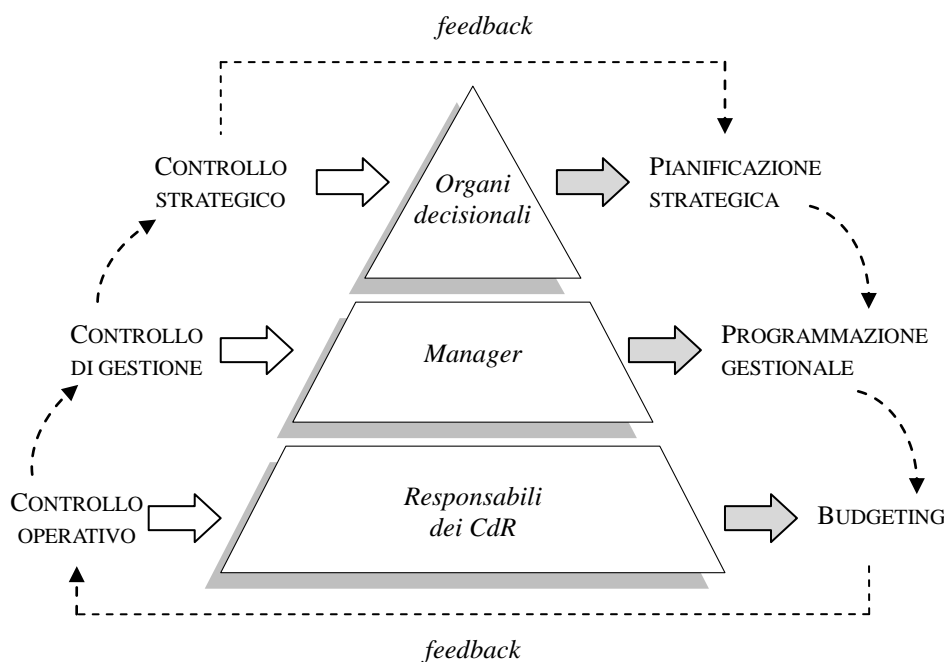 feedback
CONTROLLO
STRATEGICO
Organi
decisionali
PIANIFICAZIONE
STRATEGICA
CONTROLLO
DI GESTIONE
Manager
PROGRAMMAZIONE
GESTIONALE
CONTROLLO
OPERATIVO
Responsabili
dei CdR
BUDGETING
feedback